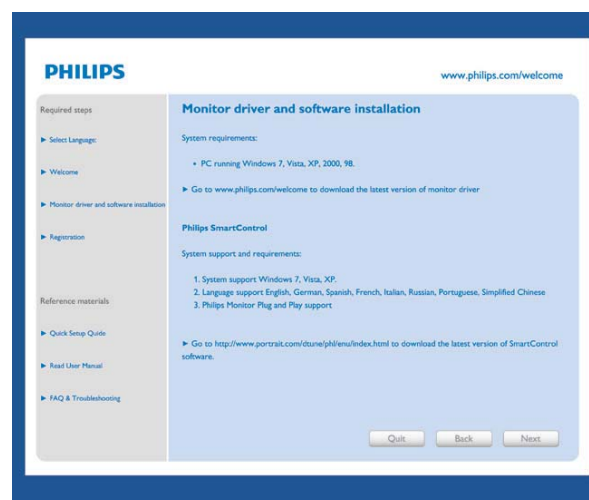 PHILIPS
www.philips.com/welcome
Required steps
▶ Select Language:
▶ Welcome
▶ Monitor driver and software installation
▶ Registration
Reference materials
▶ Quick Setup Quide
▶ Read User Manual
▶ FAQ & Troubleshooting
Monitor driver and software installation
System requirements:
• PC running Windows 7, Vista, XP, 2000, 98.
▶ Go to www.philips.com/welcome to download the latest version of monitor driver
Philips SmartControl
System support and requirements:
1. System support Windows 7, Vista, XP.
2. Language support English, German, Spanish, French, Italian, Russian, Portuguese, Simplified Chinese
3. Philips Monitor Plug and Play support
▶ Go to http://www.portrait.com/dtune/phl/enu/index.html to download the latest version of SmartControl
software.
Quit
Back
Next